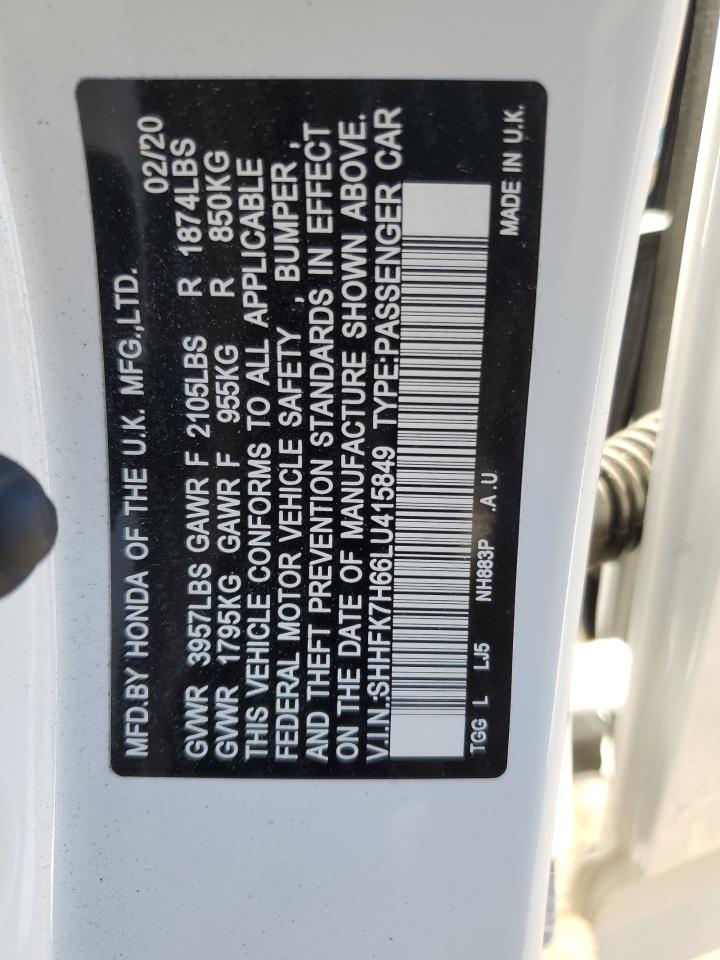 MFD.BY HONDA OF THE U.K. MFG.,LTD. 02/20
GVWR 3957LBS GAWR F 2105LBS R 1874LBS
GVWR 1795KG GAWR F 955KG R 850KG
THIS VEHICLE CONFORMS TO ALL APPLICABLE
FEDERAL MOTOR VEHICLE SAFETY , BUMPER ,
AND THEFT PREVENTION STANDARDS IN EFFECT
ON THE DATE OF MANUFACTURE SHOWN ABOVE.
V.I.N.:SHHFK7H66LU415849 TYPE:PASSENGER CAR
TGG L LJ5 NH883P .A.U MADE IN U.K.